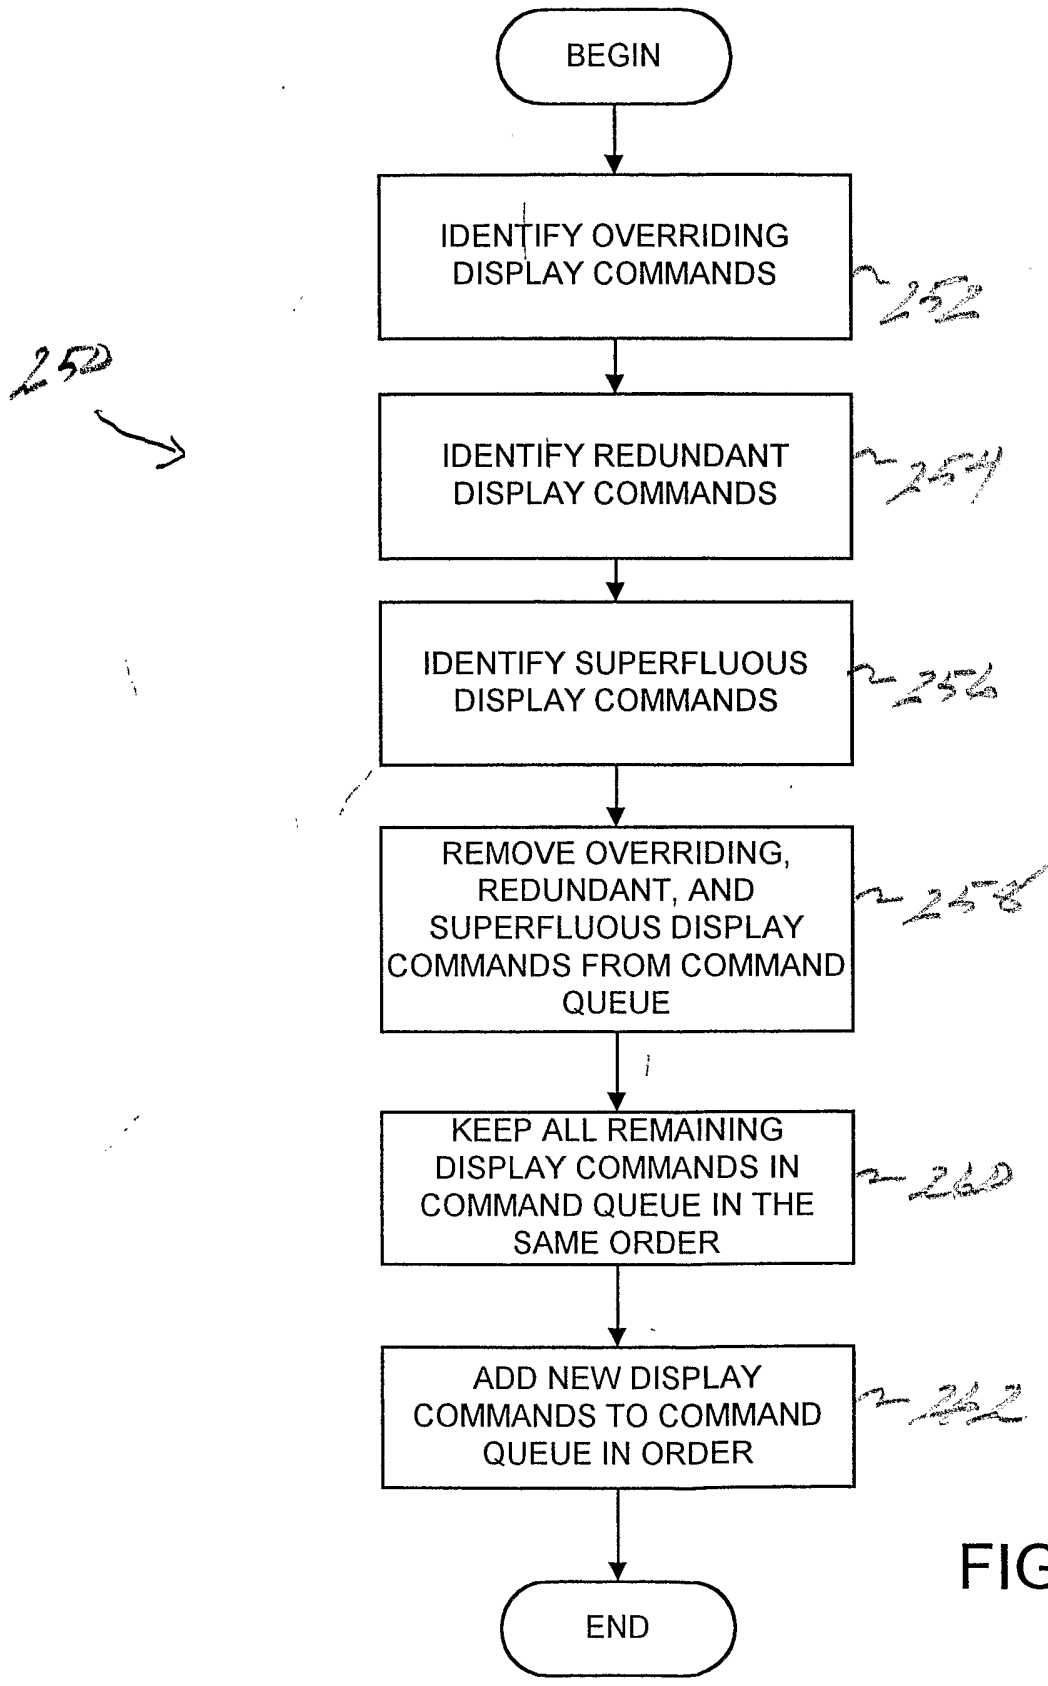 BEGIN
IDENTIFY OVERRIDING
DISPLAY COMMANDS
252
250
IDENTIFY REDUNDANT
DISPLAY COMMANDS
254
IDENTIFY SUPERFLUOUS
DISPLAY COMMANDS
256
REMOVE OVERRIDING,
REDUNDANT, AND
SUPERFLUOUS DISPLAY
COMMANDS FROM COMMAND
QUEUE
258
KEEP ALL REMAINING
DISPLAY COMMANDS IN
COMMAND QUEUE IN THE
SAME ORDER
260
ADD NEW DISPLAY
COMMANDS TO COMMAND
QUEUE IN ORDER
262
FIG
END